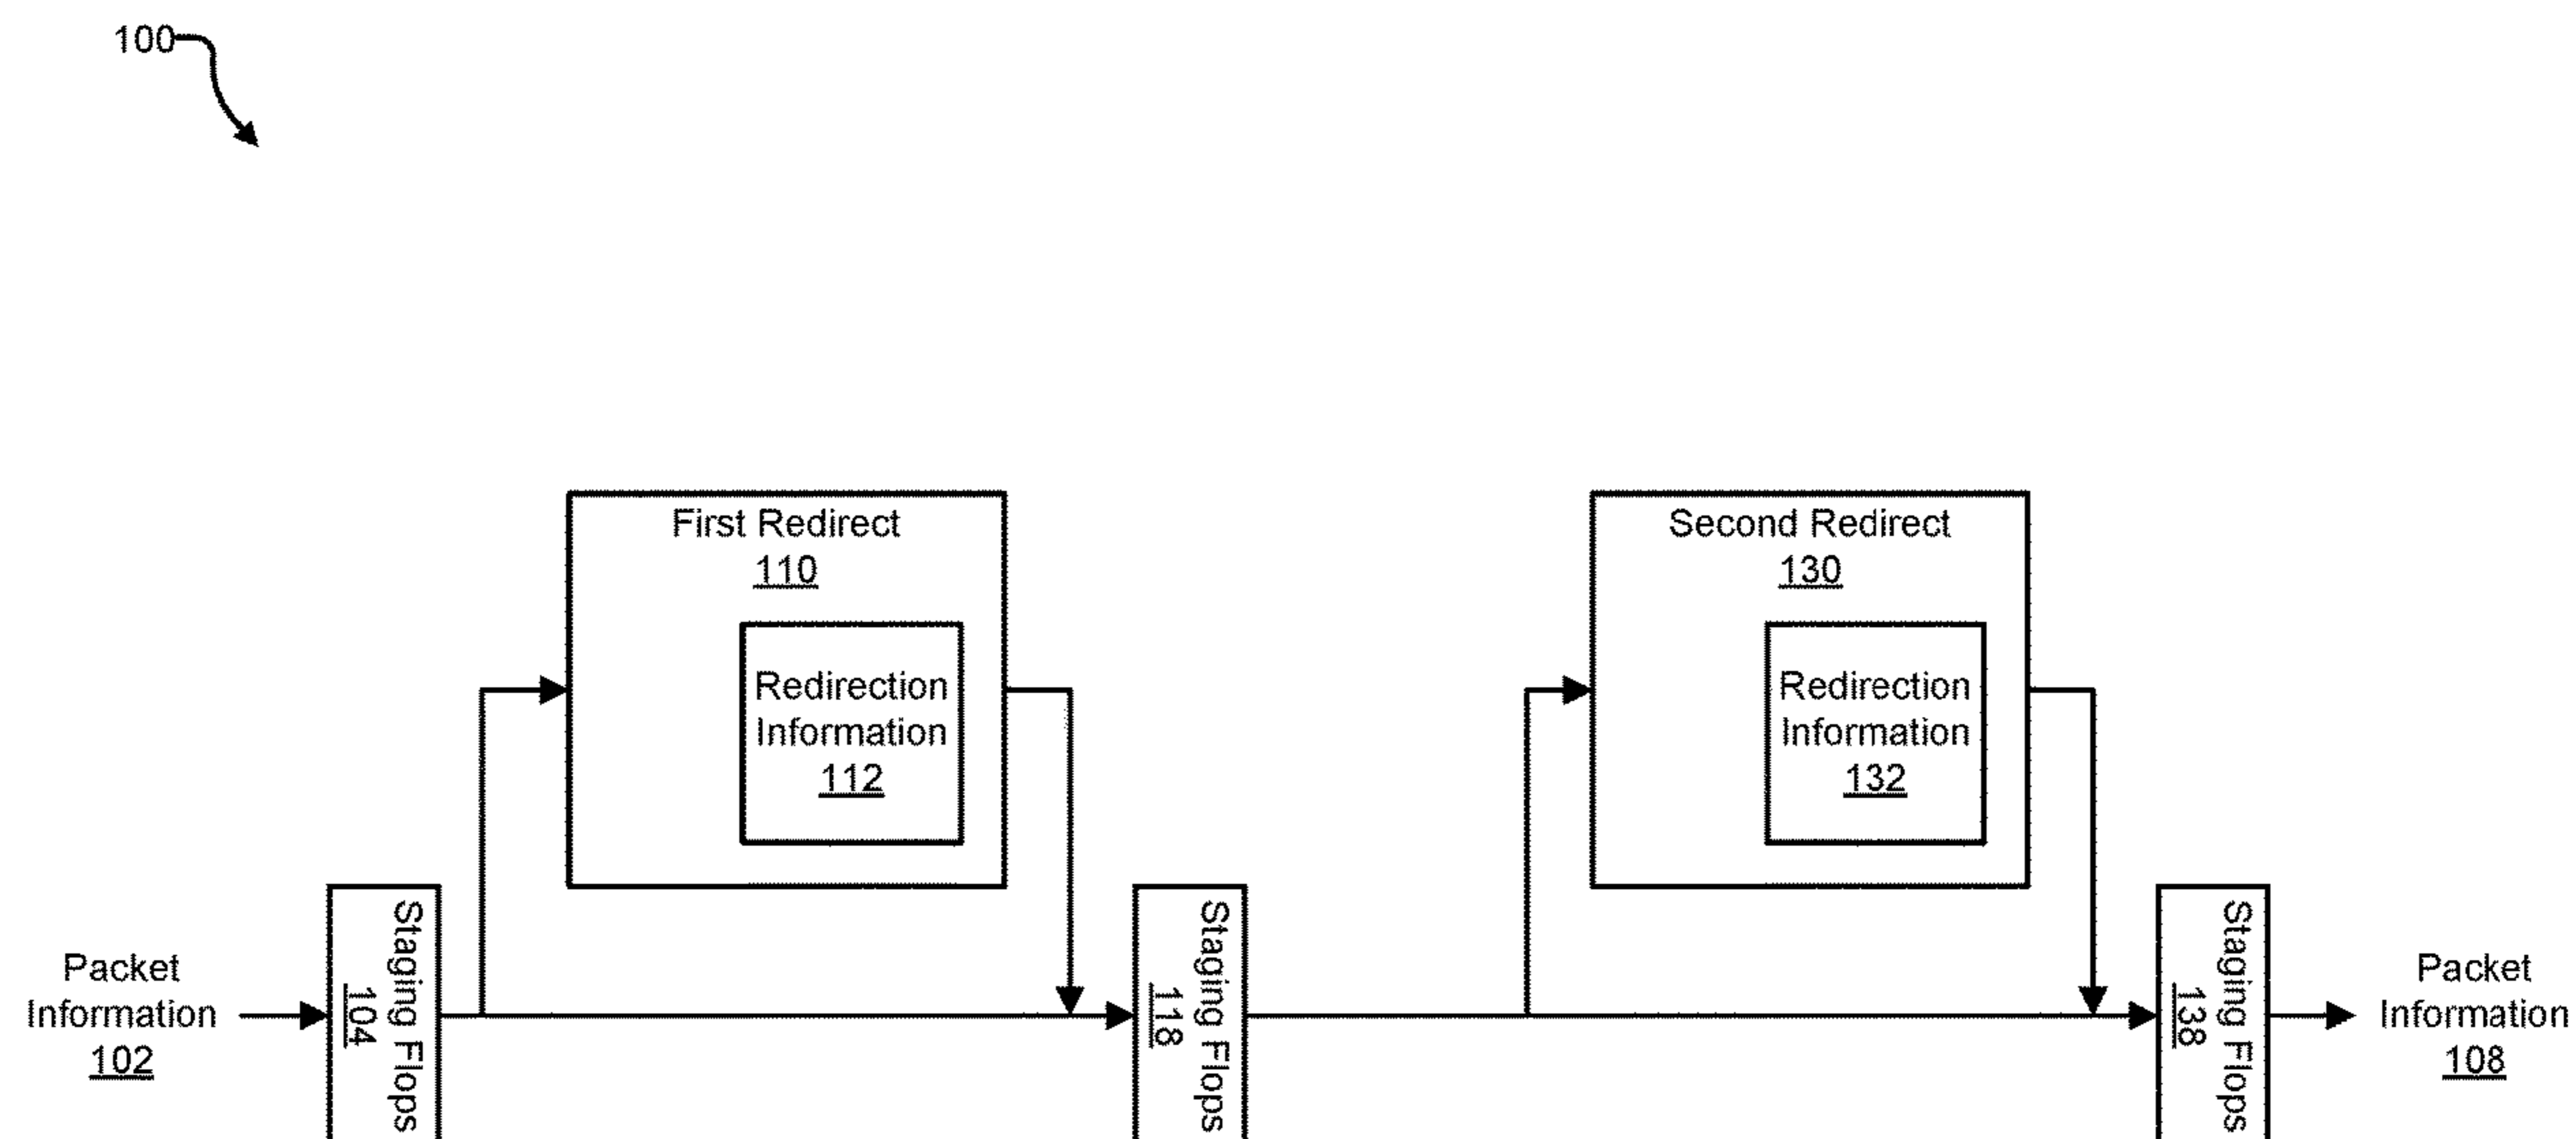 100
First Redirect
110
Redirection
Information
112
Second Redirect
130
Redirection
Information
132
Packet
Information
102
Staging Flops
104
Staging Flops
118
Staging Flops
138
Packet
Information
108